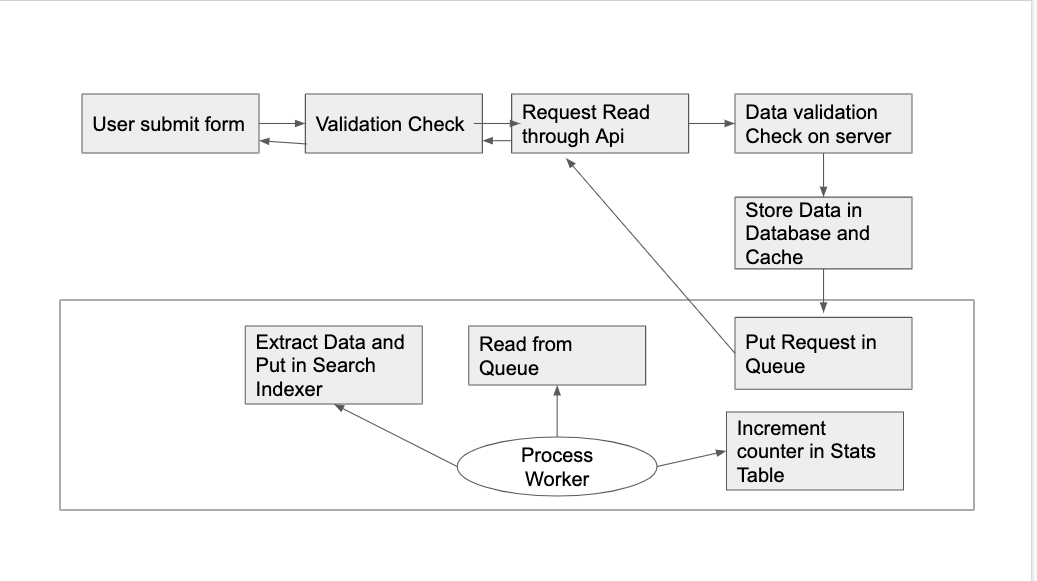 User submit form
Validation Check
Request Read
through Api
Data validation
Check on server
Store Data in
Database and
Cache
Put Request in
Queue
Extract Data and
Put in Search
Indexer
Read from
Queue
Increment
counter in Stats
Table
Process
Worker